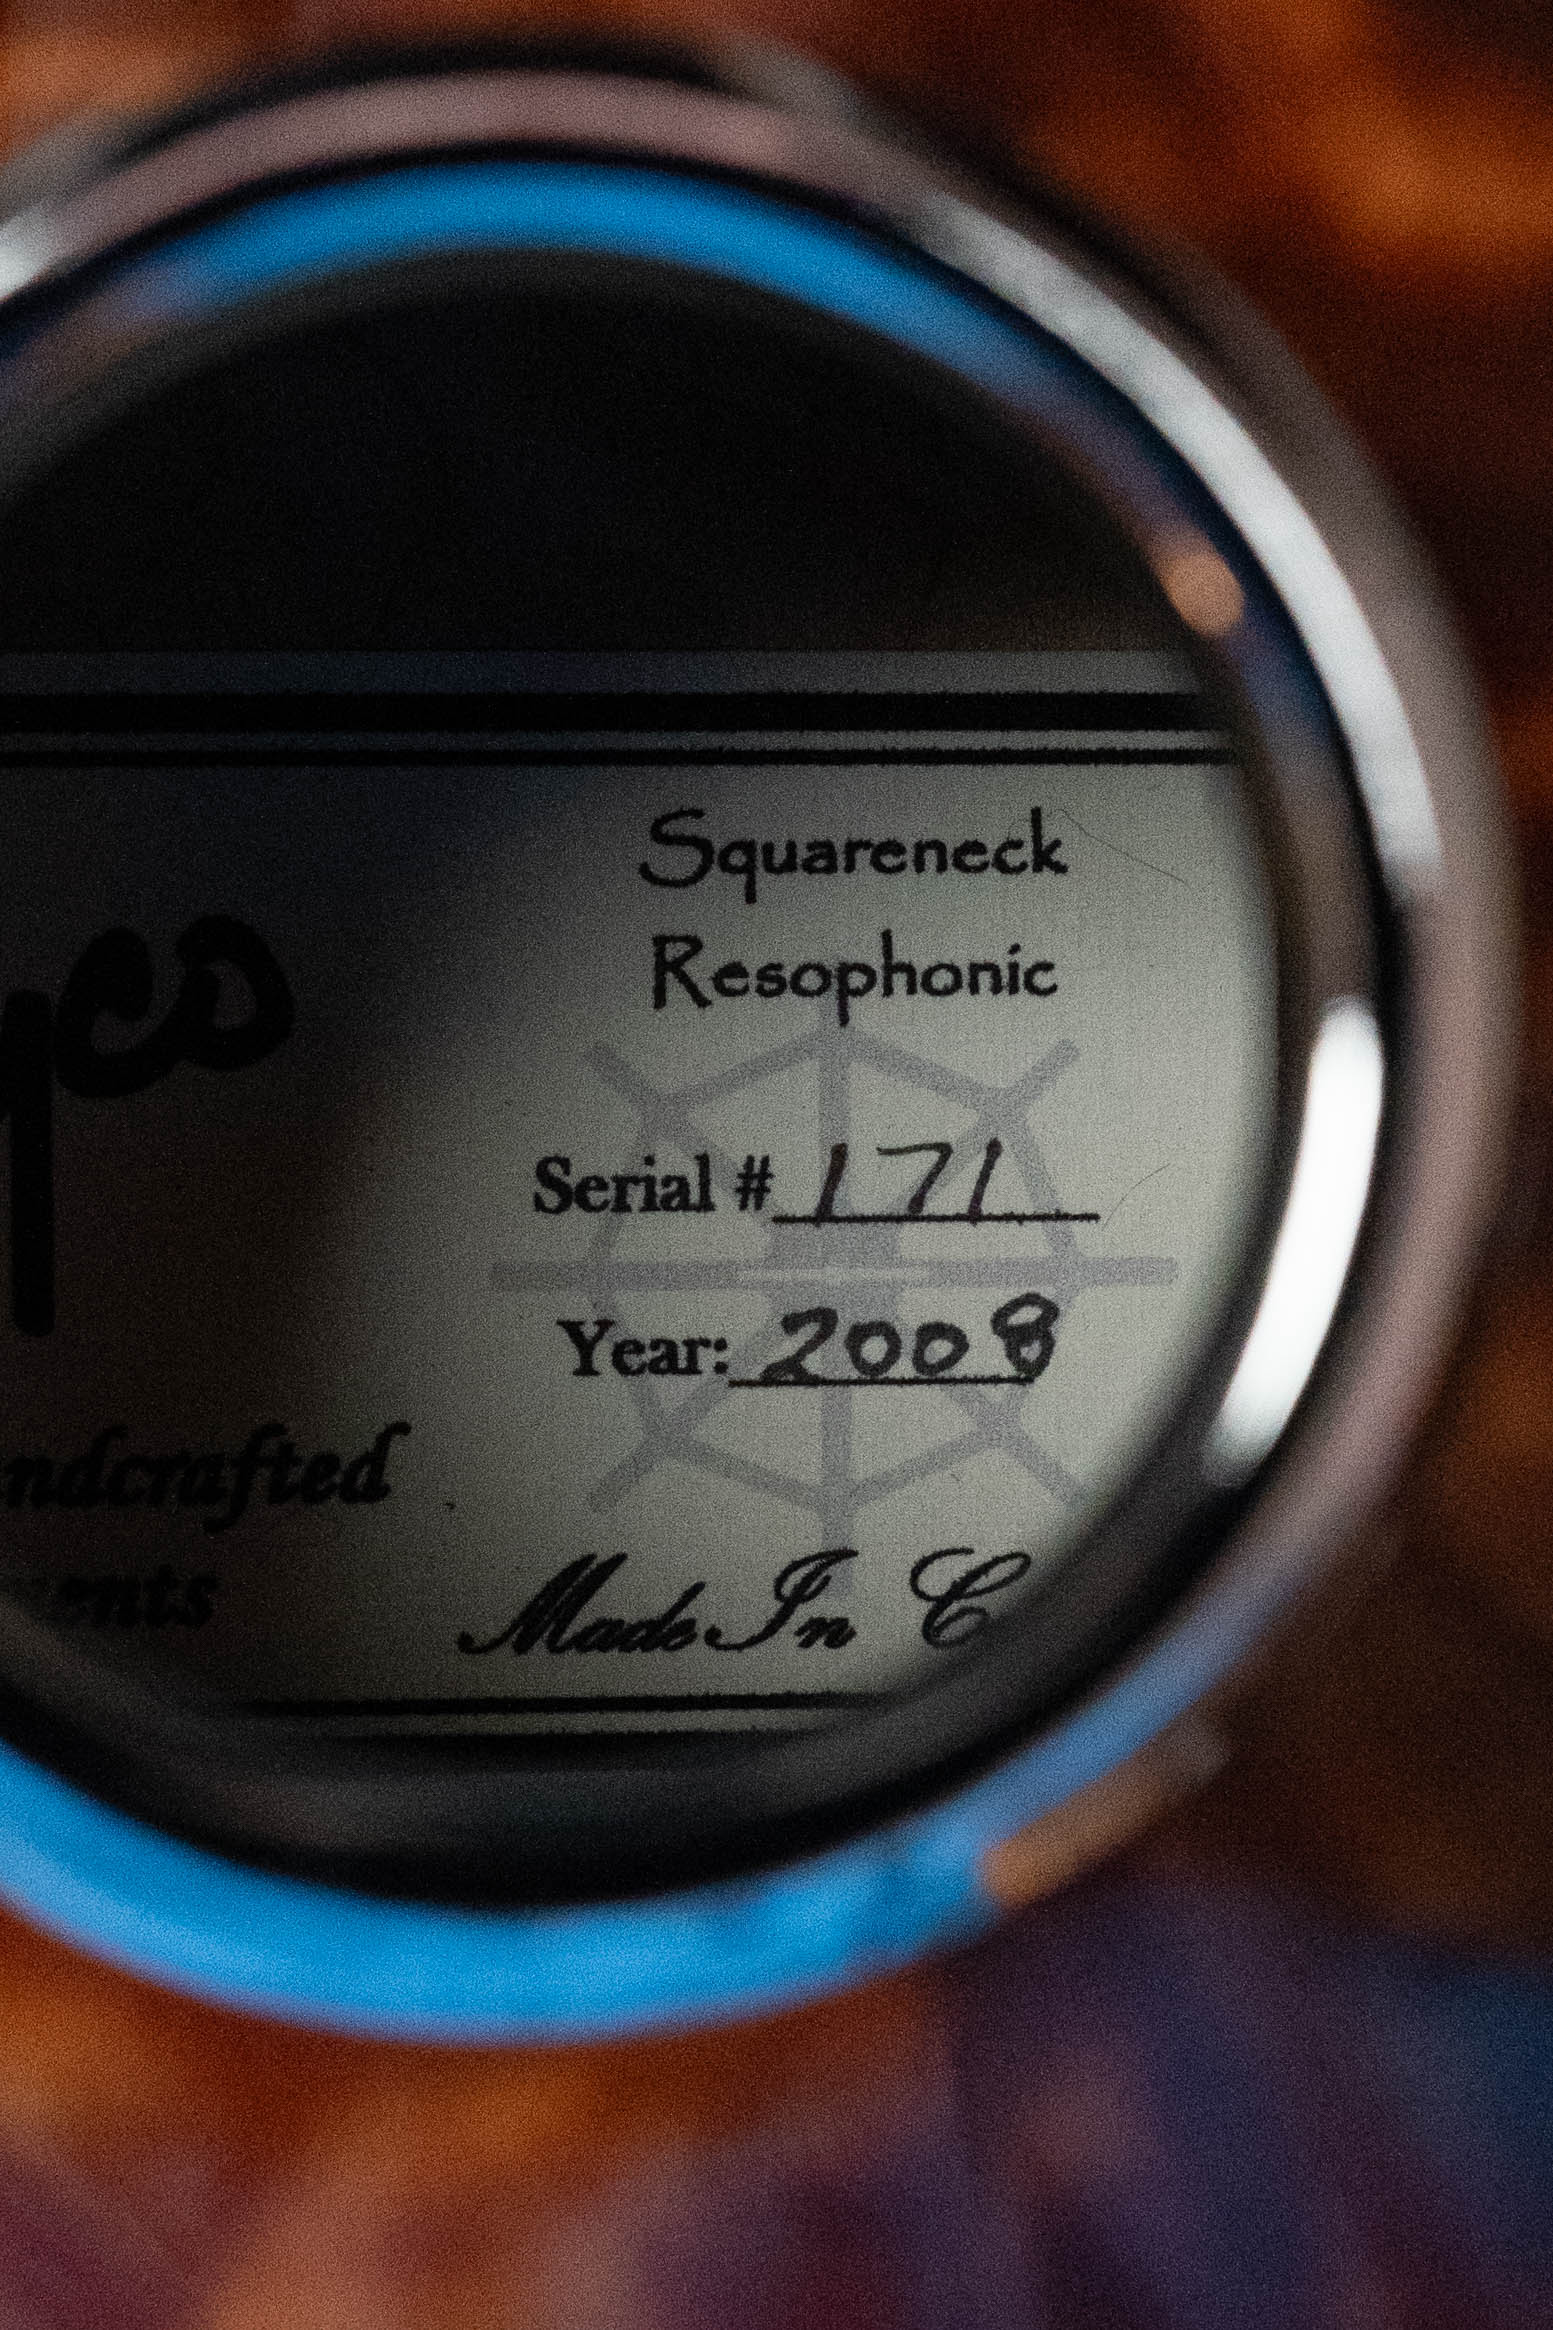 Squareneck
Resophonic
Serial # 171
Year: 2008
Made In